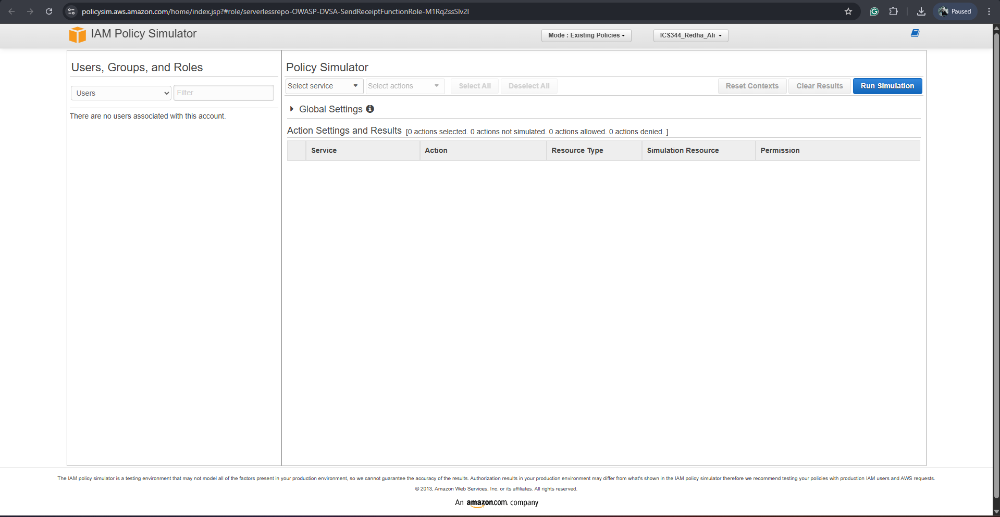 policysim.aws.amazon.com/home/index.jsp?#role/serverlessrepo-OWASP-DVSA-SendReceiptFunctionRole-M1Rq2ssSlv2I
Paused
IAM Policy Simulator
Mode : Existing Policies
ICS344_Redha_Ali
Users, Groups, and Roles
Users
Filter
There are no users associated with this account.
Policy Simulator
Select service
Select actions
Select All
Deselect All
Reset Contexts
Clear Results
Run Simulation
Global Settings
Action Settings and Results [0 actions selected. 0 actions not simulated. 0 actions allowed. 0 actions denied. ]
Service Action Resource Type Simulation Resource Permission
The IAM policy simulator is a testing environment that may not model all of the factors present in your production environment, so we cannot guarantee the accuracy of the results. Authorization results in your production environment may differ from what's shown in the IAM policy simulator therefore we recommend testing your policies with production IAM users and AWS requests.
© 2013, Amazon Web Services, Inc. or its affiliates. All rights reserved.
An amazon.com. company